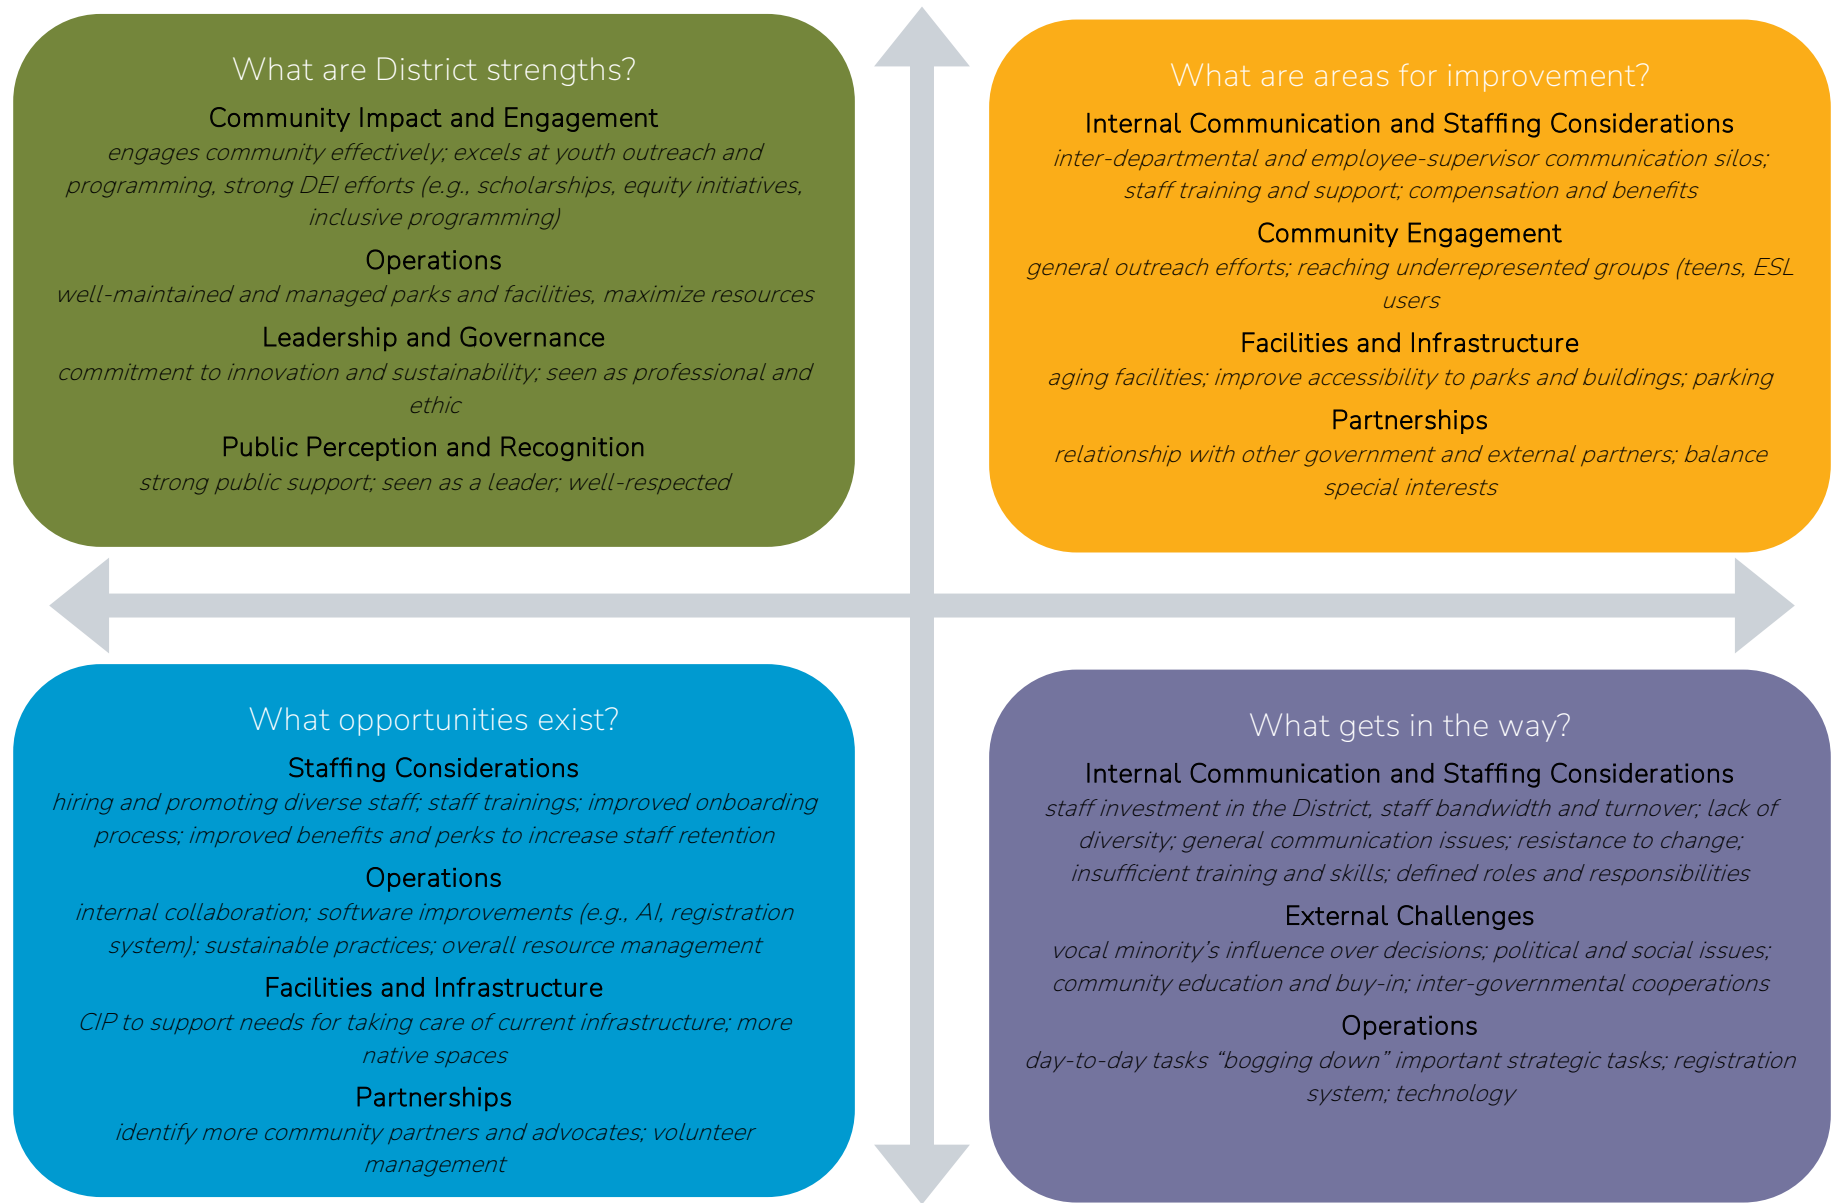 What are District strengths?
Community Impact and Engagement
engages community effectively; excels at youth outreach and
programming, strong DEI efforts (e.g., scholarships, equity initiatives,
inclusive programming)
Operations
well-maintained and managed parks and facilities, maximize resources
Leadership and Governance
commitment to innovation and sustainability; seen as professional and
ethic
Public Perception and Recognition
strong public support; seen as a leader; well-respected
What are areas for improvement?
Internal Communication and Staffing Considerations
inter-departmental and employee-supervisor communication silos;
staff training and support; compensation and benefits
Community Engagement
general outreach efforts; reaching underrepresented groups (teens, ESL
users
Facilities and Infrastructure
aging facilities; improve accessibility to parks and buildings; parking
Partnerships
relationship with other government and external partners; balance
special interests
What opportunities exist?
Staffing Considerations
hiring and promoting diverse staff; staff trainings; improved onboarding
process; improved benefits and perks to increase staff retention
Operations
internal collaboration; software improvements (e.g., AI, registration
system); sustainable practices; overall resource management
Facilities and Infrastructure
CIP to support needs for taking care of current infrastructure; more
native spaces
Partnerships
identify more community partners and advocates; volunteer
management
What gets in the way?
Internal Communication and Staffing Considerations
staff investment in the District, staff bandwidth and turnover; lack of
diversity; general communication issues; resistance to change;
insufficient training and skills; defined roles and responsibilities
External Challenges
vocal minority's influence over decisions; political and social issues;
community education and buy-in; inter-governmental cooperations
Operations
day-to-day tasks “bogging down” important strategic tasks; registration
system; technology